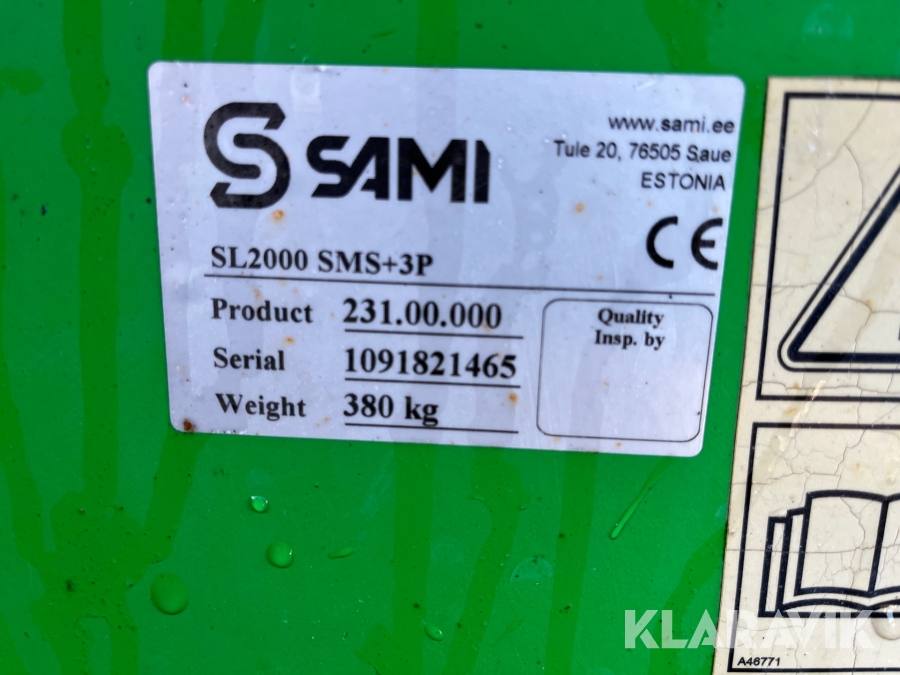 SAMI
www.sami.ee
Tule 20, 76505 Saue
ESTONIA
CE
SL2000 SMS+3P
Product 231.00.000
Serial 1091821465
Weight 380 kg
Quality
Insp. by
A46771
KLARAVIK